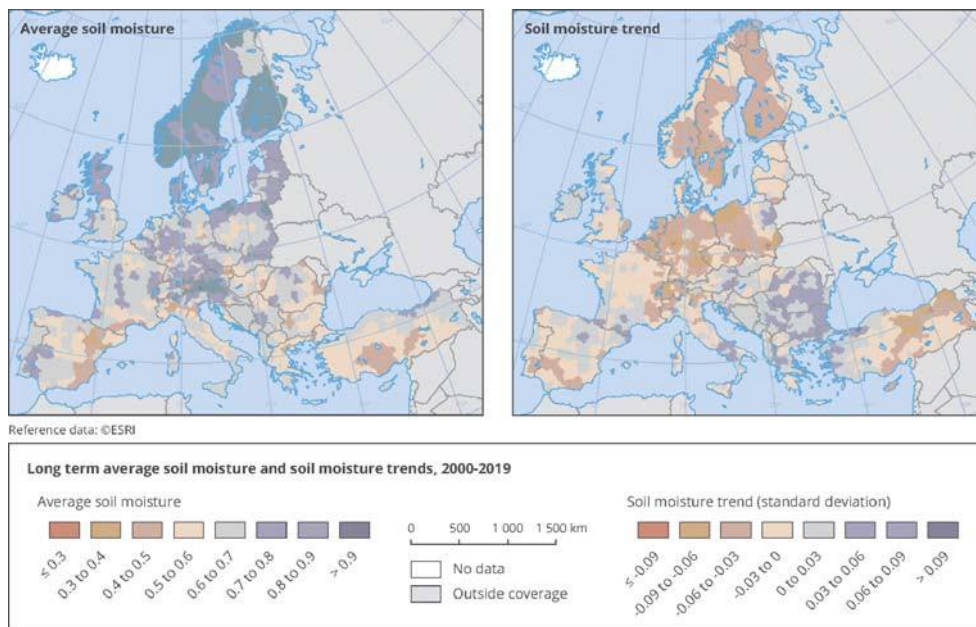 Average soil moisture
Soil moisture trend
Reference data: ©ESRI
Long term average soil moisture and soil moisture trends, 2000-2019
Average soil moisture
Soil moisture trend (standard deviation)
0 500 1 000 1 500 km
≤ 0.3
0.3 to 0.4
0.4 to 0.5
0.5 to 0.6
0.6 to 0.7
0.7 to 0.8
0.8 to 0.9
> 0.9
No data
Outside coverage
≤ -0.09
-0.09 to -0.06
-0.06 to -0.03
-0.03 to 0
0 to 0.03
0.03 to 0.06
0.06 to 0.09
> 0.09